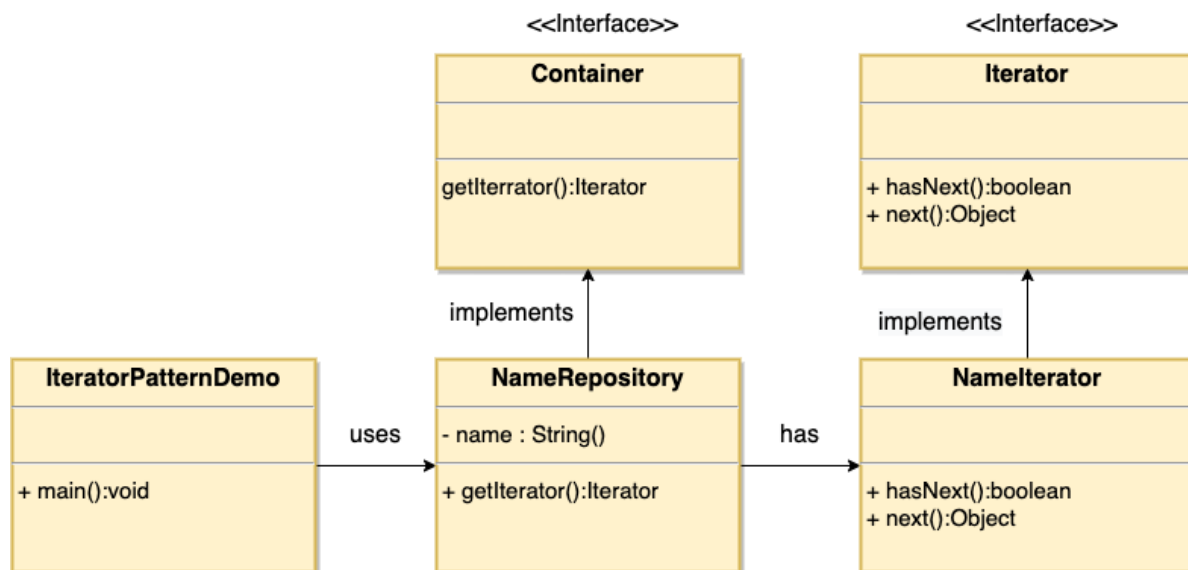 <<Interface>>
Container
getIterrator():Iterator
<<Interface>>
Iterator
+ hasNext():boolean
+ next():Object
implements
implements
IteratorPatternDemo
+ main():void
uses
NameRepository
- name : String()
+ getIterator():Iterator
has
NameIterator
+ hasNext():boolean
+ next():Object